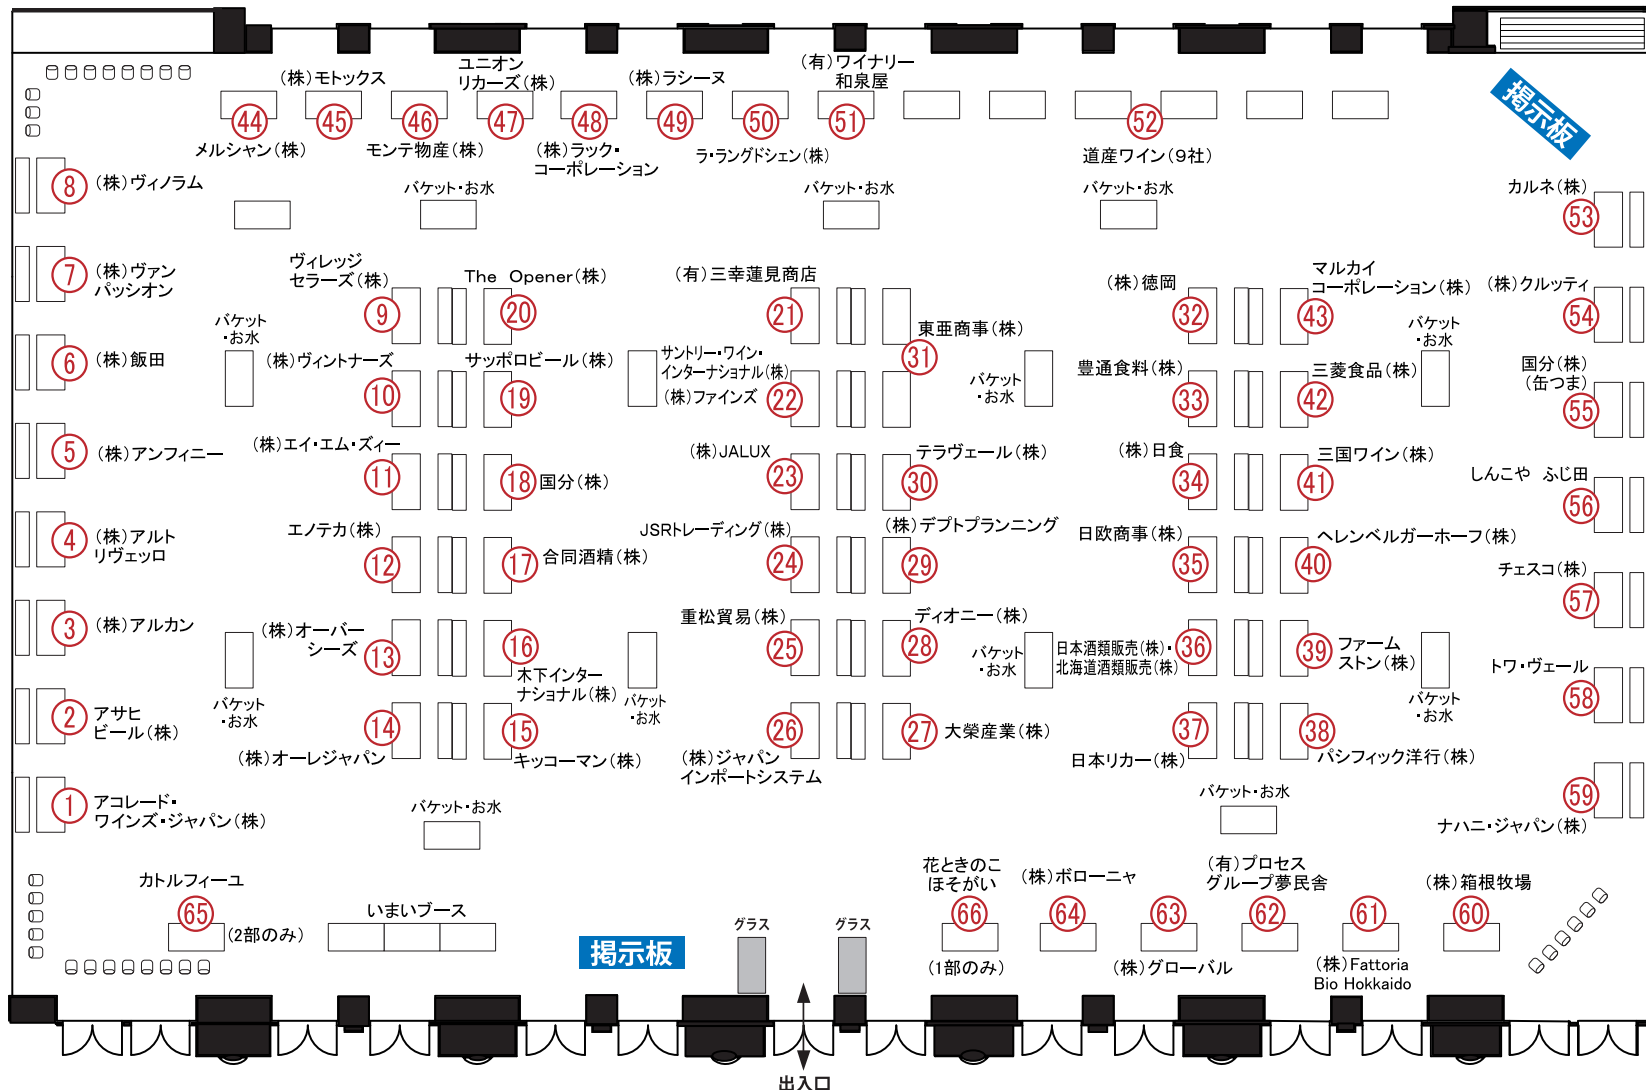 (株)モトックス
ユニオン
リカーズ(株)
(株)ラシーヌ
(有)ワイナリー
和泉屋
44
45
46
47
48
49
50
51
52
メルシャン(株)
モンテ物産(株)
(株)ラック・
コーポレーション
ラ・ラングドシェン(株)
道産ワイン(9社)
掲示板
バケット・お水
バケット・お水
バケット・お水
8
(株)ヴィノラム
7
(株)ヴァン
パッシオン
6
(株)飯田
5
(株)アンフィニー
4
(株)アルト
リヴェッロ
3
(株)アルカン
2
アサヒ
ビール(株)
1
アコレード・
ワインズ・ジャパン(株)
バケット
・お水
バケット
・お水
ヴィレッジ
セラーズ(株)
9
(株)ヴィントナーズ
10
(株)エイ・エム・ズィー
11
エノテカ(株)
12
(株)オーバー
シーズ
13
14
(株)オーレジャパン
The Opener(株)
20
サッポロビール(株)
19
18
国分(株)
17
合同酒精(株)
16
木下インター
ナショナル(株)
15
キッコーマン(株)
バケット・お水
バケット
・お水
(有)三幸蓮見商店
21
サントリー・ワイン・
インターナショナル(株)
(株)ファインズ
22
(株)JALUX
23
JSRトレーディング(株)
24
重松貿易(株)
25
26
(株)ジャパン
インポートシステム
東亜商事(株)
31
テラヴェール(株)
30
(株)デプトプランニング
29
ディオニー(株)
28
27
大榮産業(株)
バケット
・お水
バケット
・お水
(株)徳岡
32
豊通食料(株)
33
(株)日食
34
日欧商事(株)
35
日本酒類販売(株)・
北海道酒類販売(株)
36
37
日本リカー(株)
マルカイ
コーポレーション(株)
43
三菱食品(株)
42
三国ワイン(株)
41
ヘレンベルガーホーフ(株)
40
39
ファーム
ストン(株)
38
パシフィック洋行(株)
バケット
・お水
バケット
・お水
バケット・お水
カルネ(株)
53
(株)クルッティ
54
国分(株)
(缶つま)
55
しんこや ふじ田
56
チェスコ(株)
57
トワ・ヴェール
58
59
ナハニ・ジャパン(株)
カトルフィーユ
65
(2部のみ)
いまいブース
掲示板
グラス
グラス
花ときのこ
ほそがい
66
(1部のみ)
(株)ボローニャ
64
63
(株)グローバル
(有)プロセス
グループ夢民舎
62
61
(株)Fattoria
Bio Hokkaido
(株)箱根牧場
60
出入口